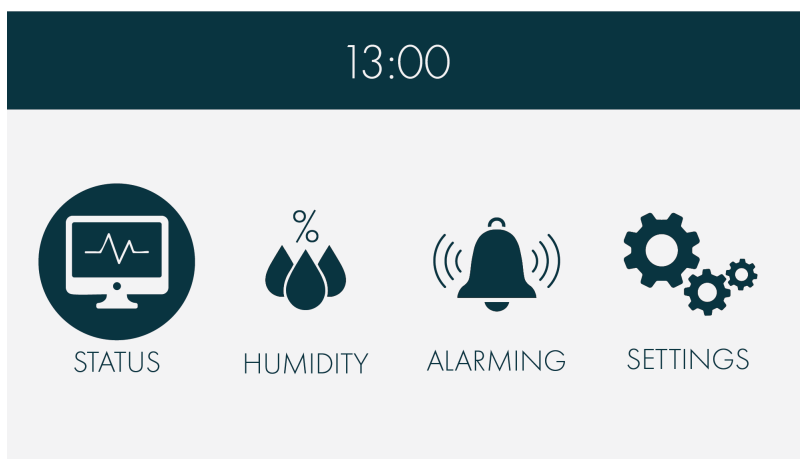 13:00
%
STATUS
HUMIDITY
ALARMING
SETTINGS